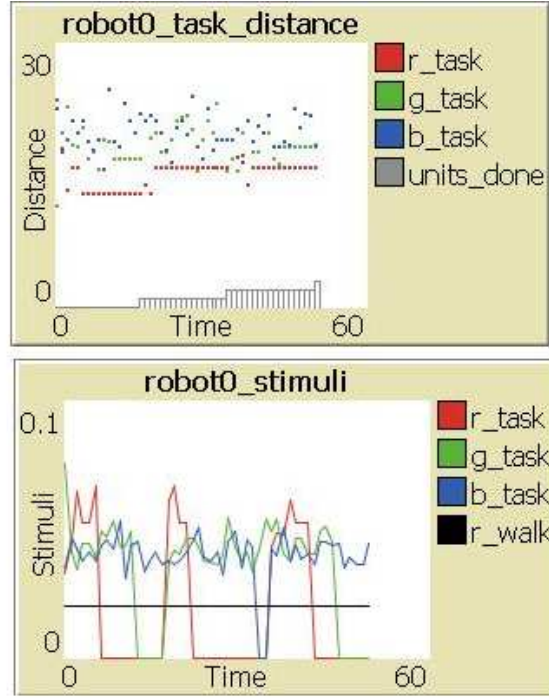 robot0_task_distance
30
Distance
0
0
Time
60
r_task
g_task
b_task
units_done
robot0_stimuli
0.1
Stimuli
0
0
Time
60
r_task
g_task
b_task
r_walk